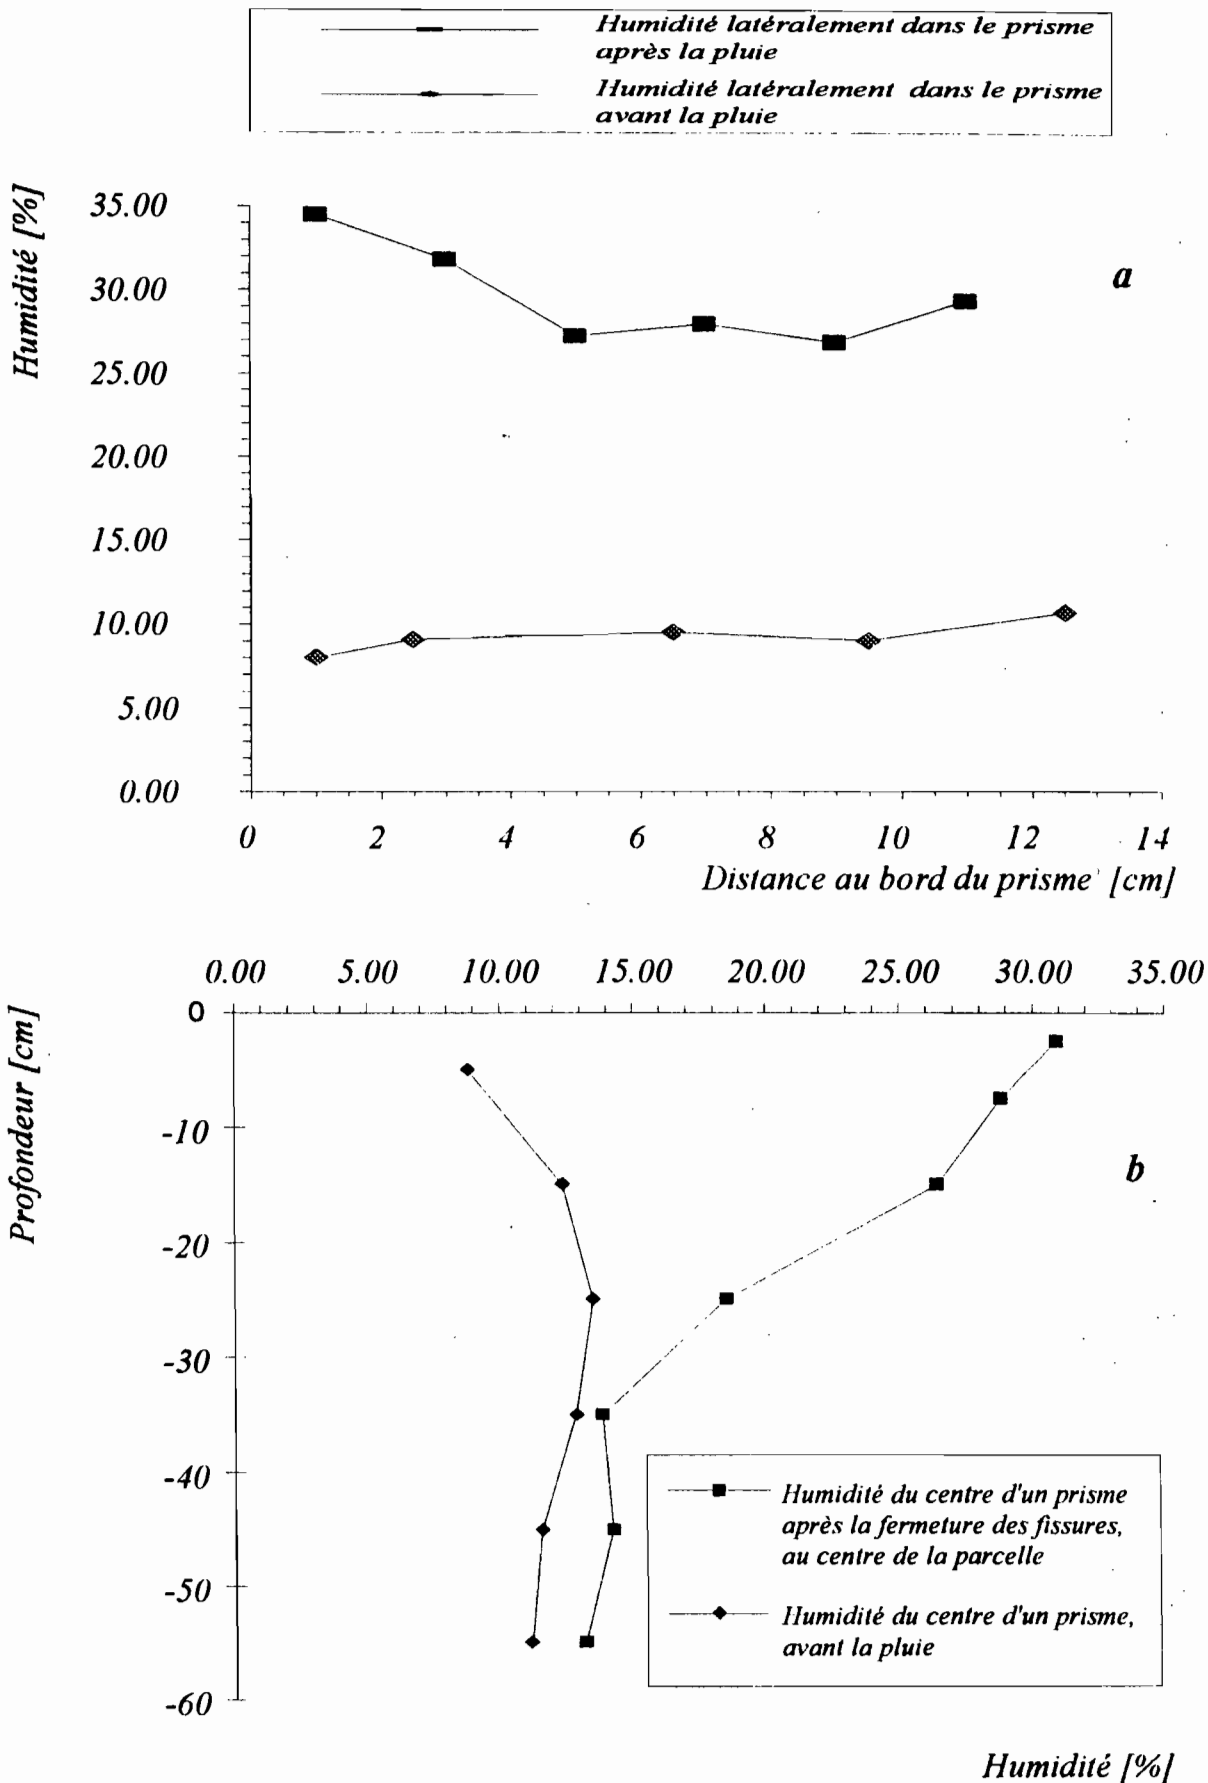 Humidité latéralement dans le prisme
après la pluie
Humidité latéralement dans le prisme
avant la pluie
Humidité [%]
35.00
30.00
25.00
20.00
15.00
10.00
5.00
0.00
a
0 2 4 6 8 10 12 14
Distance au bord du prisme [cm]
0.00 5.00 10.00 15.00 20.00 25.00 30.00 35.00
Profondeur [cm]
0
-10
-20
-30
-40
-50
-60
b
Humidité du centre d'un prisme
après la fermeture des fissures,
au centre de la parcelle
Humidité du centre d'un prisme,
avant la pluie
Humidité [%]